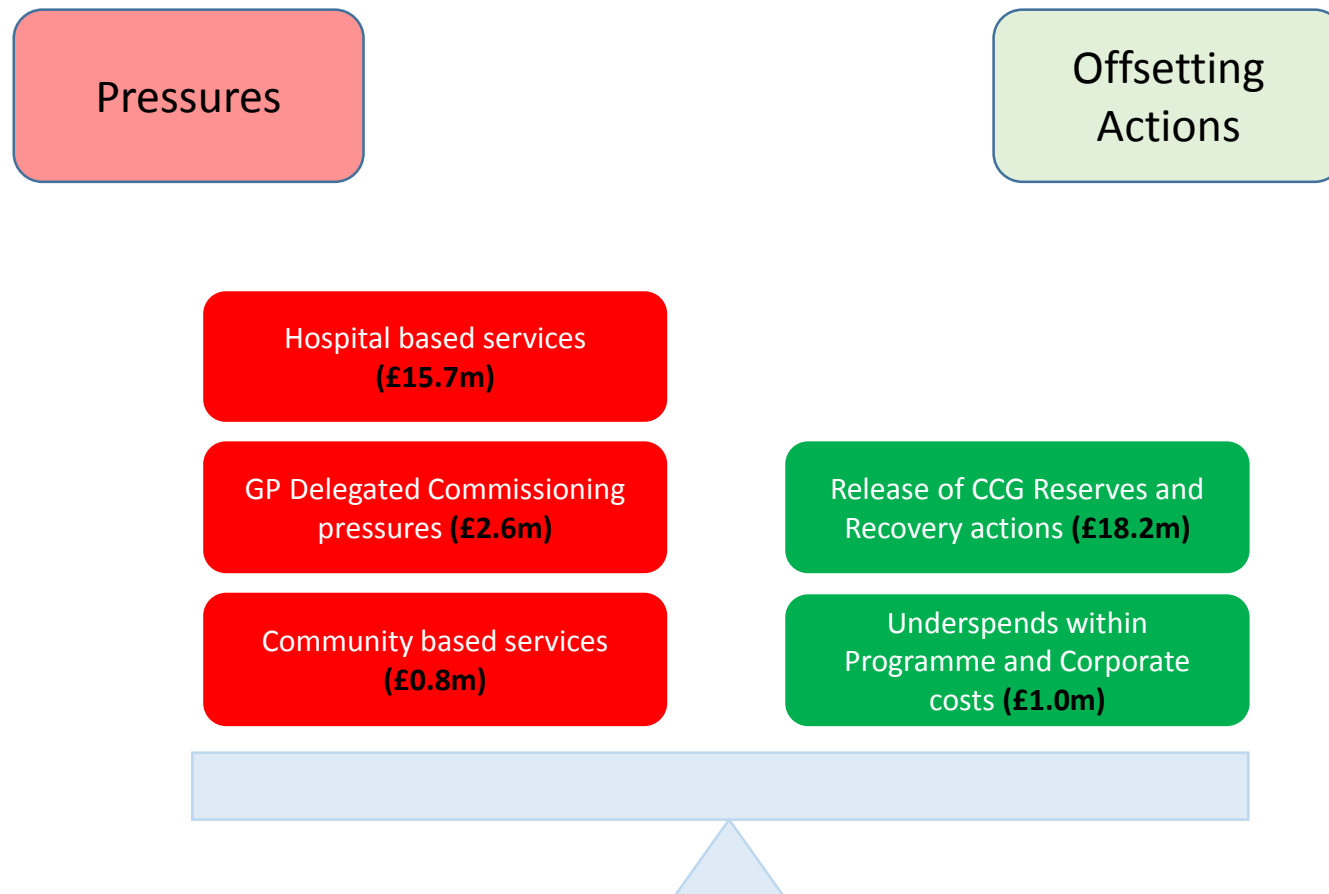 Pressures
Offsetting
Actions
Hospital based services
(£15.7m)
GP Delegated Commissioning
pressures (£2.6m)
Community based services
(£0.8m)
Release of CCG Reserves and
Recovery actions (£18.2m)
Underspends within
Programme and Corporate
costs (£1.0m)